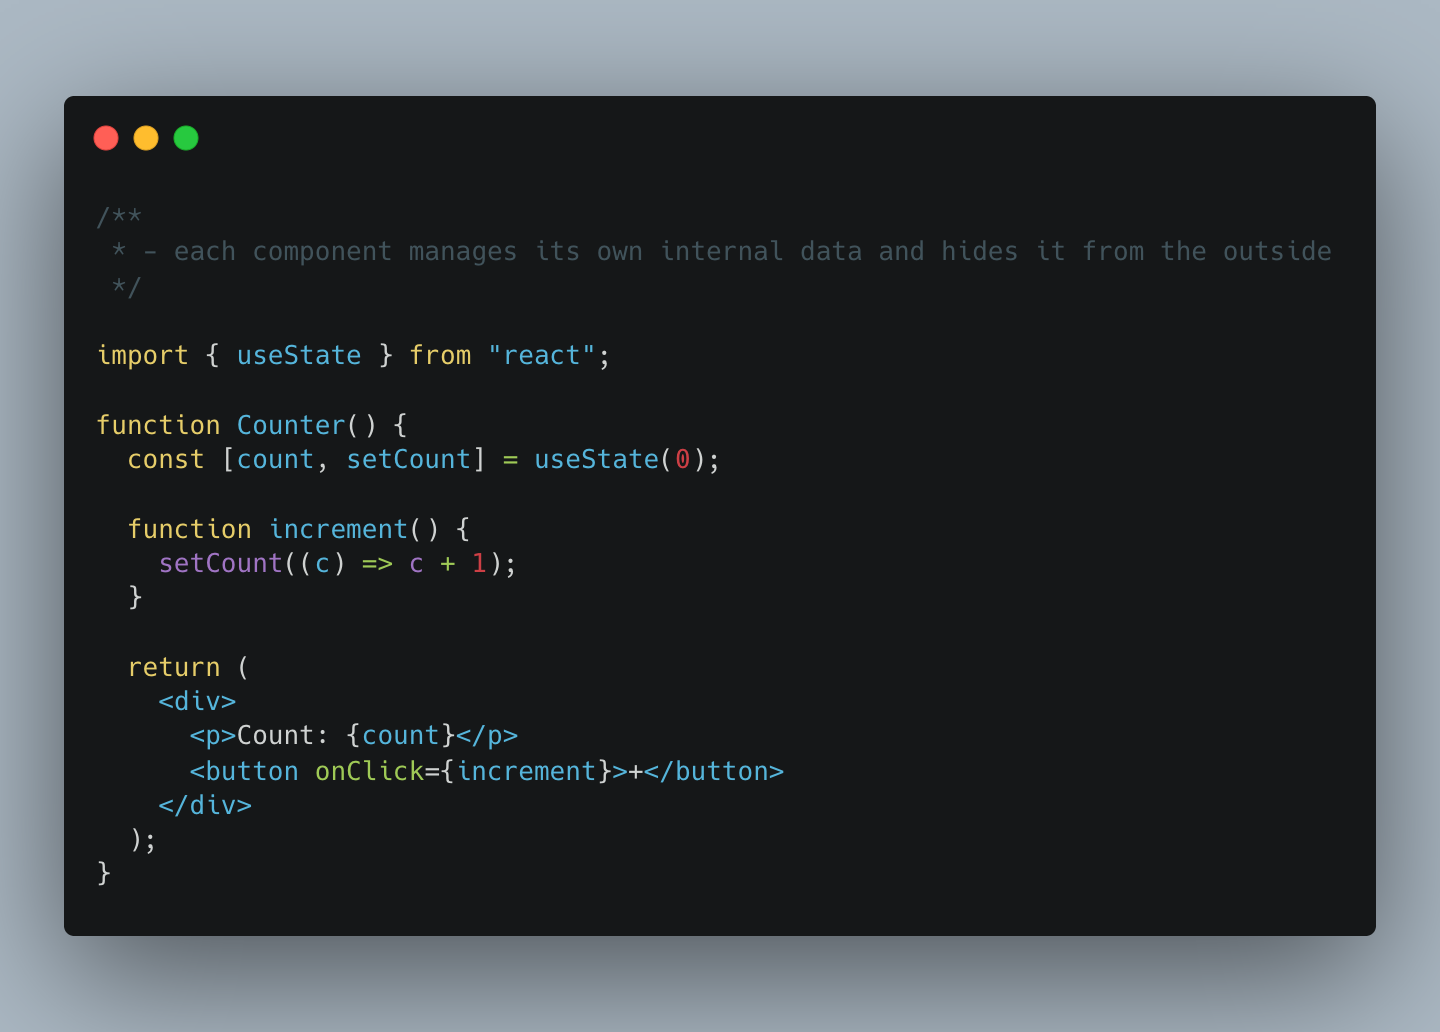 /**
 * - each component manages its own internal data and hides it from the outside
 */

import { useState } from "react";

function Counter() {
  const [count, setCount] = useState(0);

  function increment() {
    setCount((c) => c + 1);
  }

  return (
    <div>
      <p>Count: {count}</p>
      <button onClick={increment}>+</button>
    </div>
  );
}